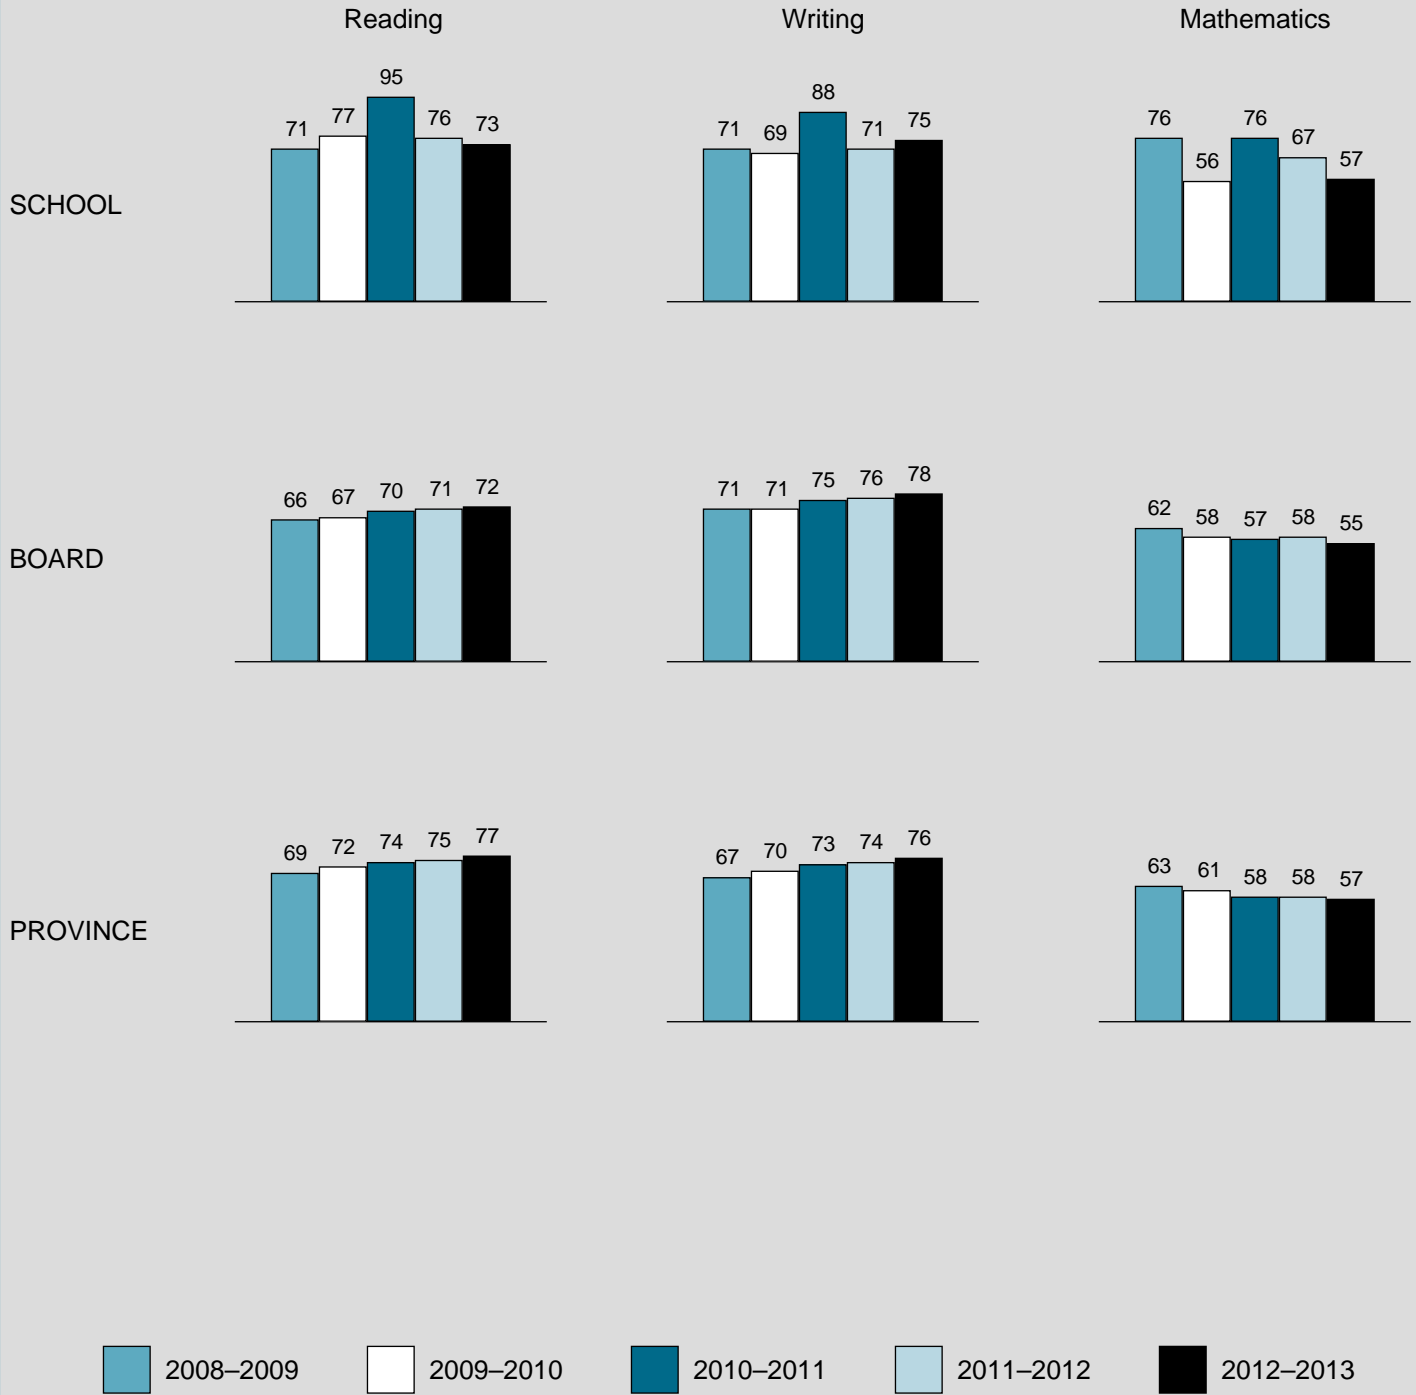 Reading Writing Mathematics
SCHOOL
71 77 95 76 73
71 69 88 71 75
76 56 76 67 57
BOARD
66 67 70 71 72
71 71 75 76 78
62 58 57 58 55
PROVINCE
69 72 74 75 77
67 70 73 74 76
63 61 58 58 57
2008–2009 2009–2010 2010–2011 2011–2012 2012–2013